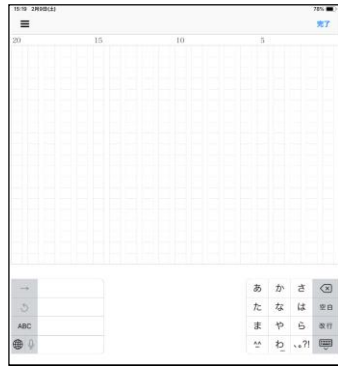 15:19 2月9日(土) 78%
完了
20 15 10 5
→ あ か さ
た な は 空白
ABC ま や ら 改行
^^ わ 、。?!